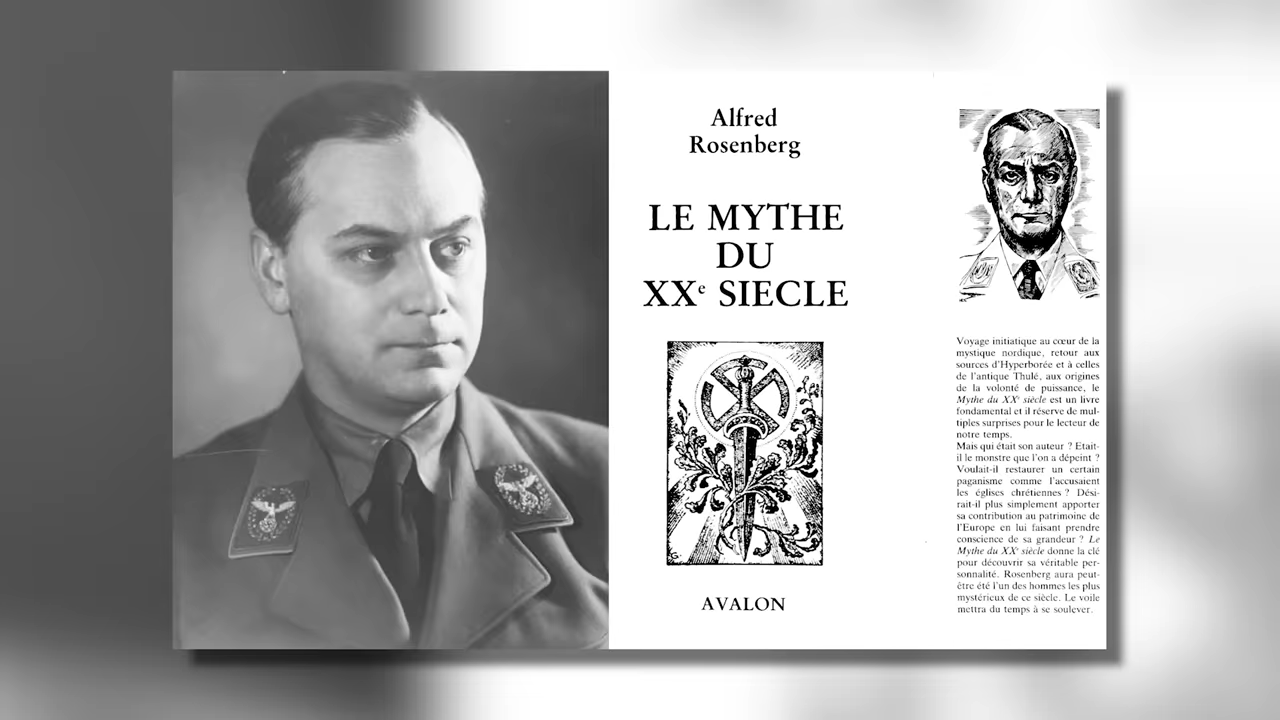 Alfred
Rosenberg
LE MYTHE
DU
XXe SIECLE
AVALON
Voyage initiatique au cœur de la
mystique nordique, retour aux
sources d'Hyperborée et à celles
de l'antique Thulé, aux origines
de la volonté de puissance, le
Mythe du XXe siècle est un livre
fondamental et il réserve de mul-
tiples surprises pour le lecteur de
notre temps.
Mais qui était son auteur ? Etait-
il le monstre que l'on a dépeint ?
Voulait-il restaurer un certain
paganisme comme l'accusaient
les églises chrétiennes ? Dési-
rait-il plus simplement apporter
sa contribution au patrimoine de
l'Europe en lui faisant prendre
conscience de sa grandeur ? Le
Mythe du XXe siècle donne la clé
pour découvrir sa véritable per-
sonnalité. Rosenberg aura peut-
être été l'un des hommes les plus
mystérieux de ce siècle. Le voile
mettra du temps à se soulever.